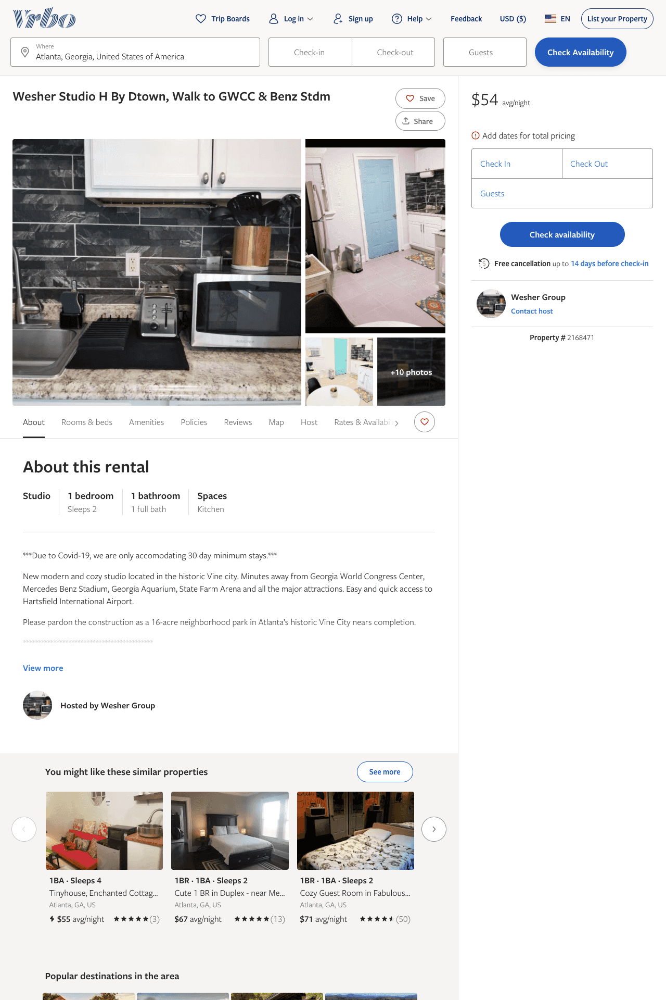 Vrbo
Trip Boards
Log in
Sign up
Help
Feedback
USD ($)
EN
List your Property
Where
Atlanta, Georgia, United States of America
Check-in
Check-out
Guests
Check Availability
Wesher Studio H By Dtown, Walk to GWCC & Benz Stdm
Save
Share
$54 avg/night
Add dates for total pricing
Check In
Check Out
Guests
Check availability
Free cancellation up to 14 days before check-in
Wesher Group
Contact host
Property # 2168471
INSIGNIA
+10 photos
About
Rooms & beds
Amenities
Policies
Reviews
Map
Host
Rates & Availabili
About this rental
Studio
1 bedroom
Sleeps 2
1 bathroom
1 full bath
Spaces
Kitchen
***Due to Covid-19, we are only accomodating 30 day minimum stays.***
New modern and cozy studio located in the historic Vine city. Minutes away from Georgia World Congress Center,
Mercedes Benz Stadium, Georgia Aquarium, State Farm Arena and all the major attractions. Easy and quick access to
Hartsfield International Airport.
Please pardon the construction as a 16-acre neighborhood park in Atlanta's historic Vine City nears completion.
View more
Hosted by Wesher Group
You might like these similar properties
See more
1BA · Sleeps 4
Tinyhouse, Enchanted Cottag...
Atlanta, GA, US
$55 avg/night
(3)
1BR · 1BA · Sleeps 2
Cute 1 BR in Duplex - near Me...
Atlanta, GA, US
$67 avg/night
(13)
1BR · 1BA · Sleeps 2
Cozy Guest Room in Fabulous...
Atlanta, GA, US
$71 avg/night
(50)
Popular destinations in the area